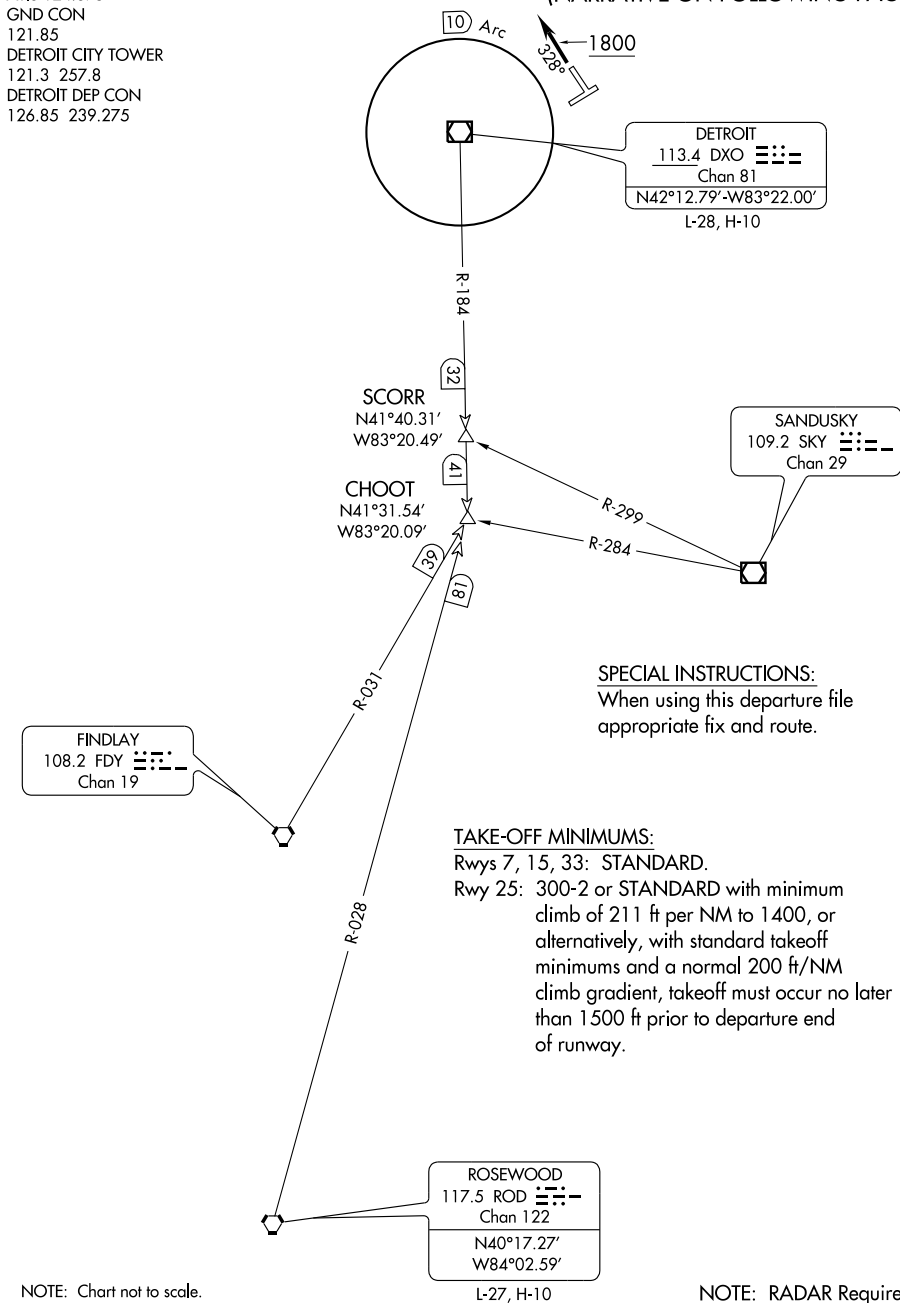 GND CON
121.85
DETROIT CITY TOWER
121.3 257.8
DETROIT DEP CON
126.85 239.275
10 Arc
1800
328°
DETROIT
113.4 DXO
Chan 81
N42°12.79'-W83°22.00'
L-28, H-10
R-184
32
SCORR
N41°40.31'
W83°20.49'
41
CHOOT
N41°31.54'
W83°20.09'
SANDUSKY
109.2 SKY
Chan 29
R-299
R-284
39
81
R-031
SPECIAL INSTRUCTIONS:
When using this departure file
appropriate fix and route.
FINDLAY
108.2 FDY
Chan 19
TAKE-OFF MINIMUMS:
Rwys 7, 15, 33: STANDARD.
Rwy 25: 300-2 or STANDARD with minimum
climb of 211 ft per NM to 1400, or
alternatively, with standard takeoff
minimums and a normal 200 ft/NM
climb gradient, takeoff must occur no later
than 1500 ft prior to departure end
of runway.
R-028
ROSEWOOD
117.5 ROD
Chan 122
N40°17.27'
W84°02.59'
L-27, H-10
NOTE: Chart not to scale.
NOTE: RADAR Require